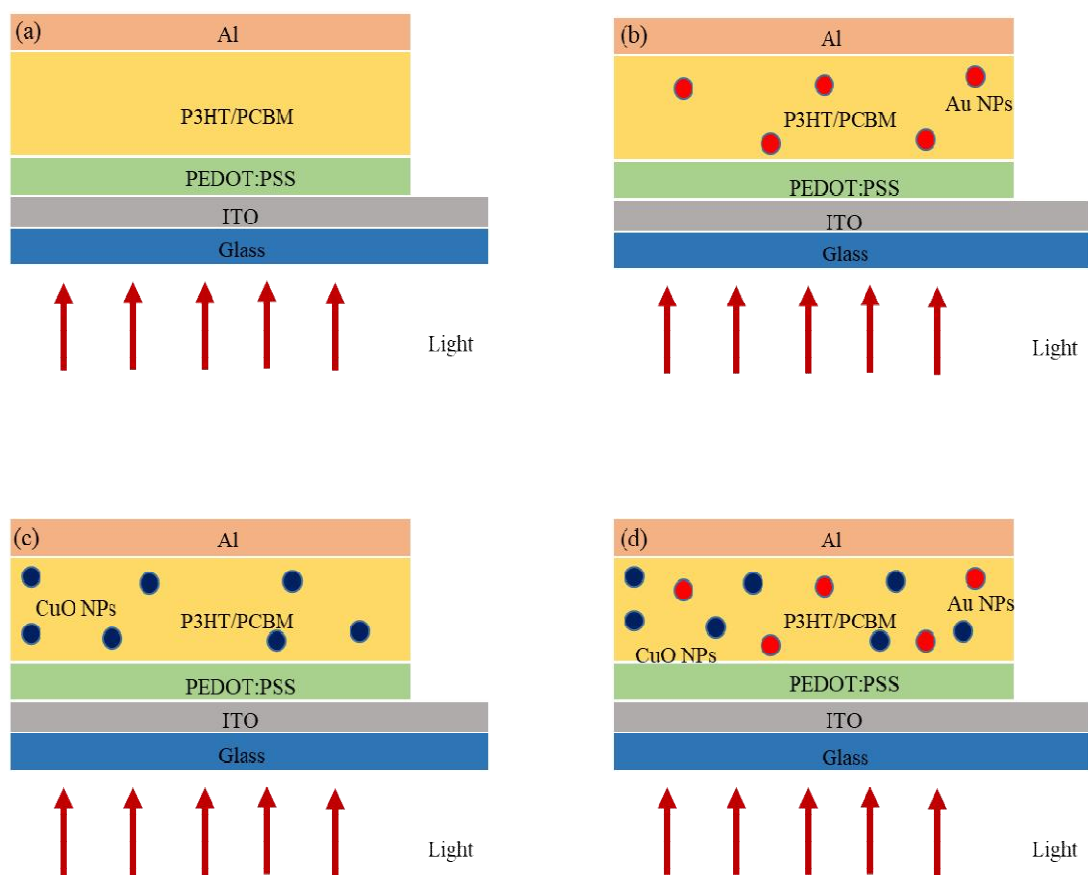 (a)
Al
P3HT/PCBM
PEDOT:PSS
ITO
Glass
Light
(b)
Al
Au NPs
P3HT/PCBM
PEDOT:PSS
ITO
Glass
Light
(c)
Al
CuO NPs
P3HT/PCBM
PEDOT:PSS
ITO
Glass
Light
(d)
Al
Au NPs
P3HT/PCBM
CuO NPs
PEDOT:PSS
ITO
Glass
Light